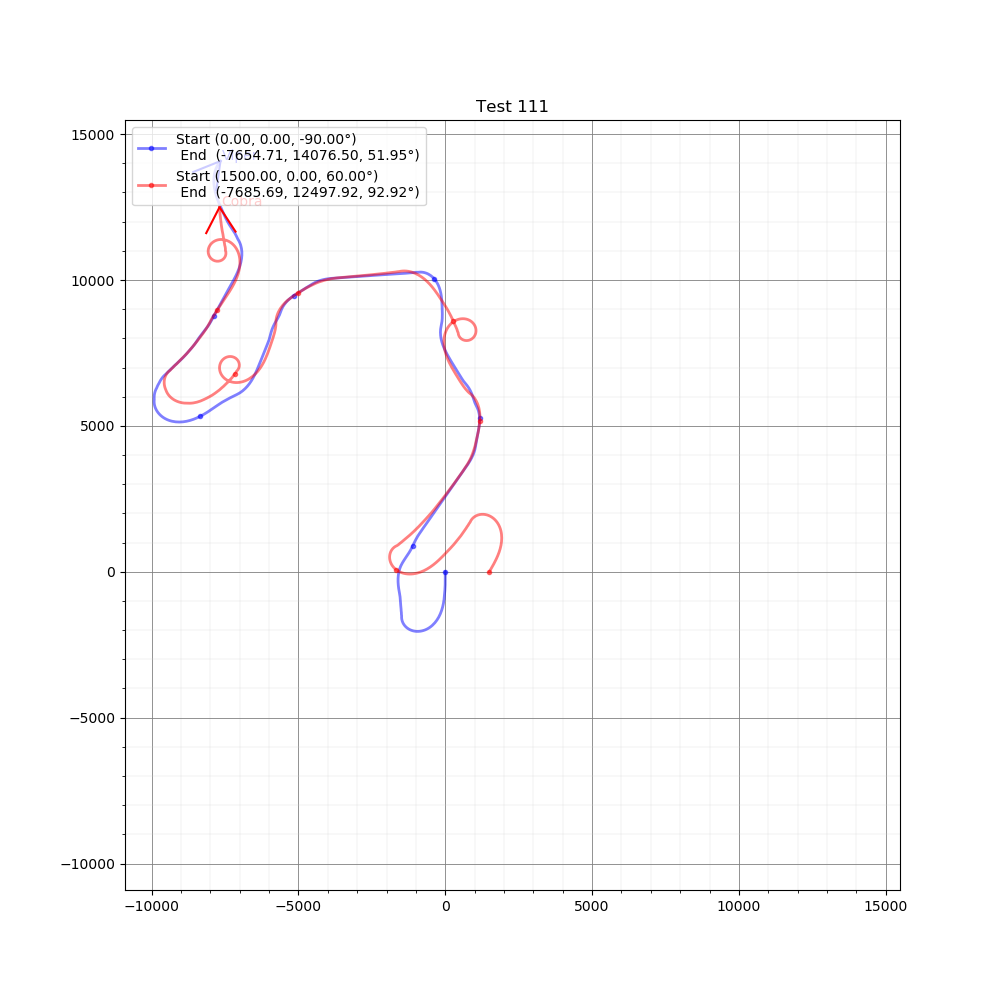 Test 111
Start (0.00, 0.00, -90.00°)
End (-7654.71, 14076.50, 51.95°)
Start (1500.00, 0.00, 60.00°)
End (-7685.69, 12497.92, 92.92°)
Cobra
15000
10000
5000
0
−5000
−10000
−10000 −5000 0 5000 10000 15000